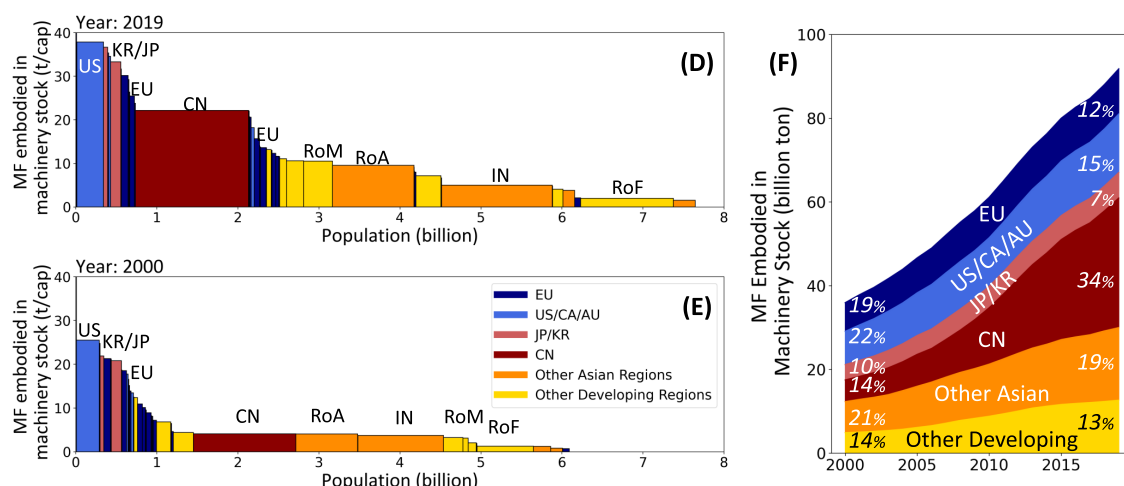 Year: 2019
MF embodied in
machinery stock (t/cap)
40
30
20
10
0
US
KR/JP
EU
CN
EU
RoM
RoA
IN
RoF
(D)
0 1 2 3 4 5 6 7 8
Population (billion)
Year: 2000
MF embodied in
machinery stock (t/cap)
40
30
20
10
0
US
KR/JP
EU
CN
RoA
IN
RoM
RoF
(E)
EU
US/CA/AU
JP/KR
CN
Other Asian Regions
Other Developing Regions
0 1 2 3 4 5 6 7 8
Population (billion)
(F)
MF Embodied in
Machinery Stock (billion ton)
100
80
60
40
20
0
12%
15%
7%
EU
US/CA/AU
JP/KR
34%
19%
22%
CN
10%
14%
19%
Other Asian
21%
13%
14%
Other Developing
2000 2005 2010 2015